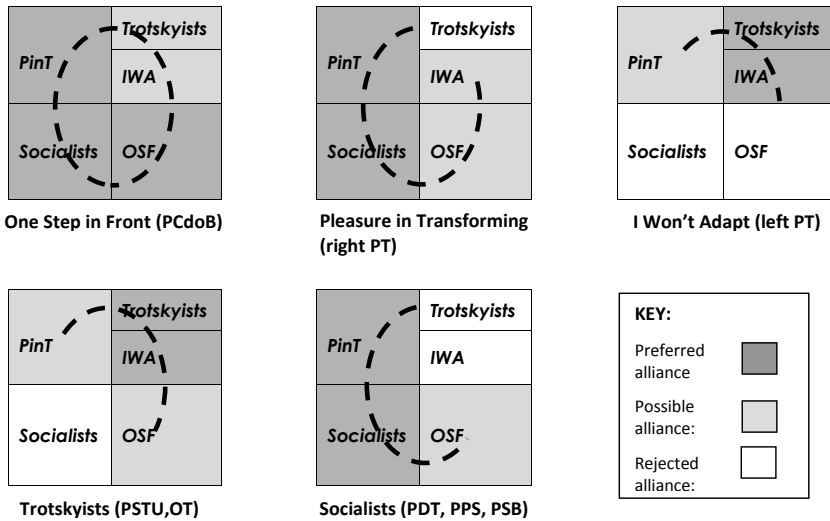 Trotskyists
PinT
IWA
Socialists OSF
One Step in Front (PCdoB)
Trotskyists
PinT
IWA
Socialists OSF
Pleasure in Transforming
(right PT)
Trotskyists
PinT
IWA
Socialists OSF
I Won’t Adapt (left PT)
Trotskyists
PinT
IWA
Socialists OSF
Trotskyists (PSTU,OT)
Trotskyists
PinT
IWA
Socialists OSF
Socialists (PDT, PPS, PSB)
KEY:
Preferred
alliance
Possible
alliance:
Rejected
alliance: